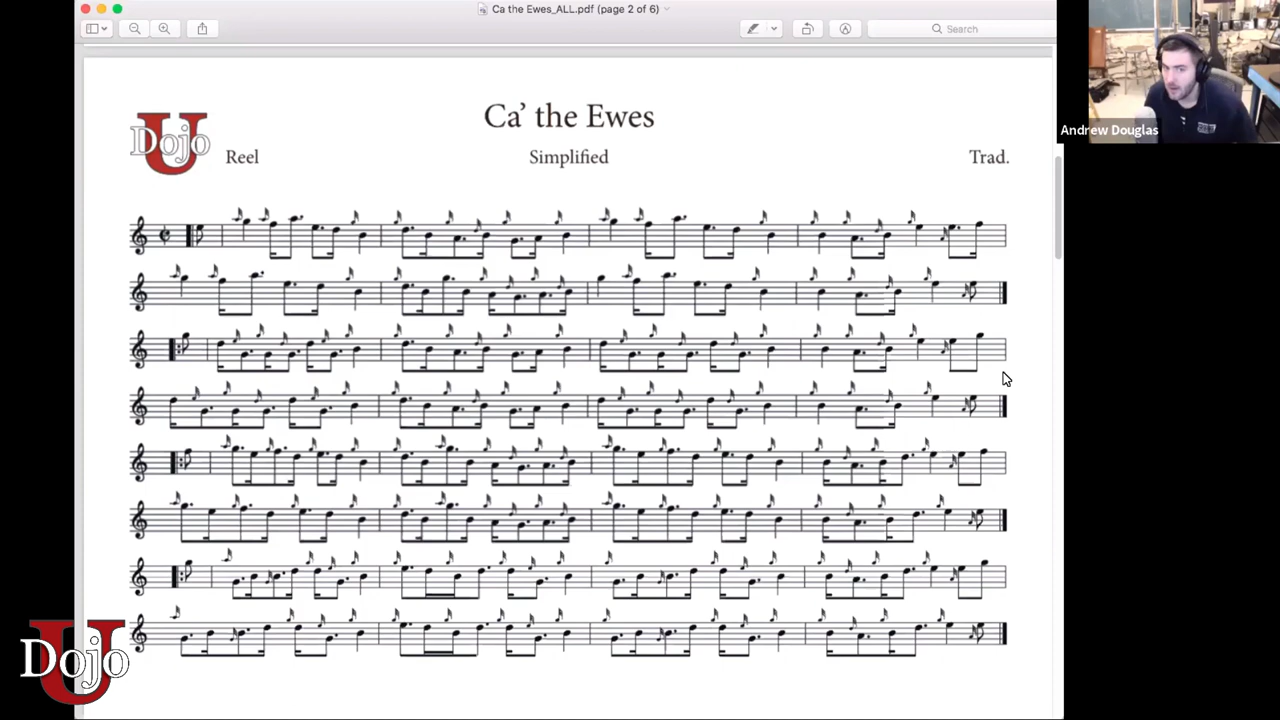 Ca the Ewes_ALL.pdf (page 2 of 6)
Search
Andrew Douglas
Ca' the Ewes
U
Dojo
Reel
Simplified
Trad.
U
Dojo